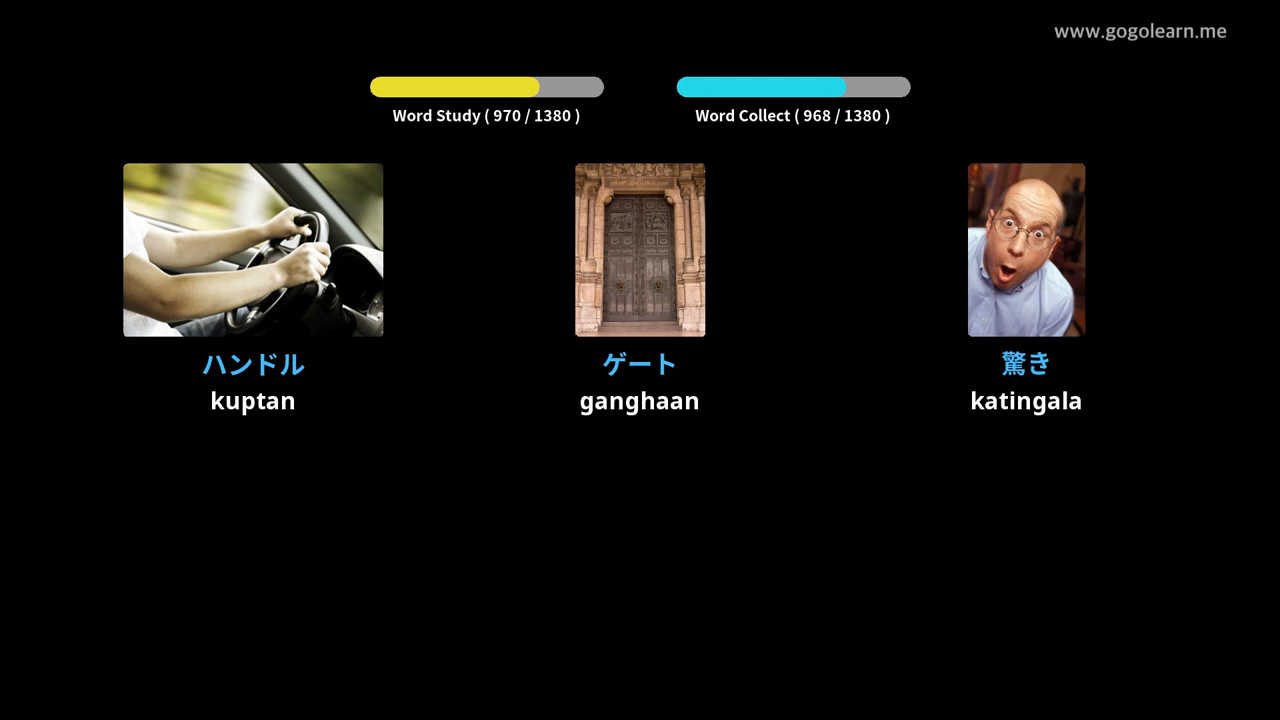 www.gogolearn.me
Word Study ( 970 / 1380 )
Word Collect ( 968 / 1380 )
ハンドル
kuptan
ゲート
ganghaan
驚き
katingala